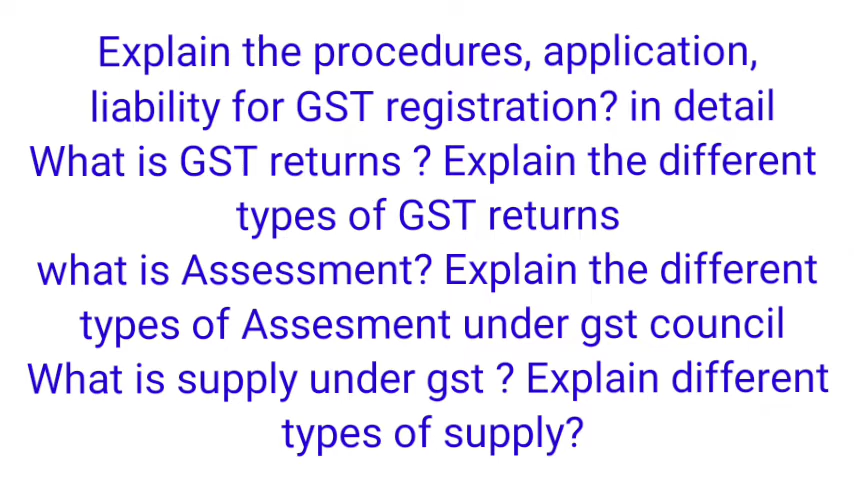 Explain the procedures, application,
liability for GST registration? in detail
What is GST returns ? Explain the different
types of GST returns
what is Assessment? Explain the different
types of Assesment under gst council
What is supply under gst ? Explain different
types of supply?